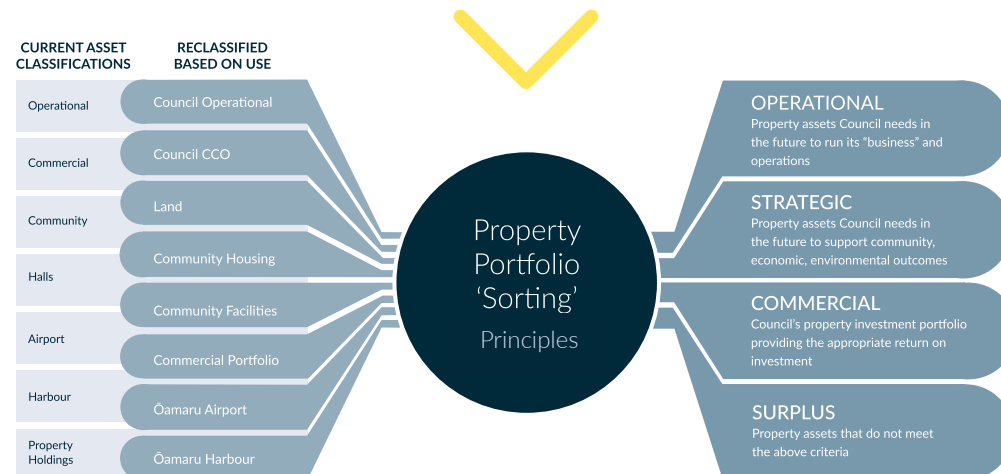 CURRENT ASSET
CLASSIFICATIONS
RECLASSIFIED
BASED ON USE
Operational
Commercial
Community
Halls
Airport
Harbour
Property
Holdings
Council Operational
Council CCO
Land
Community Housing
Community Facilities
Commercial Portfolio
Ōamaru Airport
Ōamaru Harbour
Property
Portfolio
‘Sorting’
Principles
OPERATIONAL
Property assets Council needs in
the future to run its “business” and
operations
STRATEGIC
Property assets Council needs in
the future to support community,
economic, environmental outcomes
COMMERCIAL
Council’s property investment portfolio
providing the appropriate return on
investment
SURPLUS
Property assets that do not meet
the above criteria